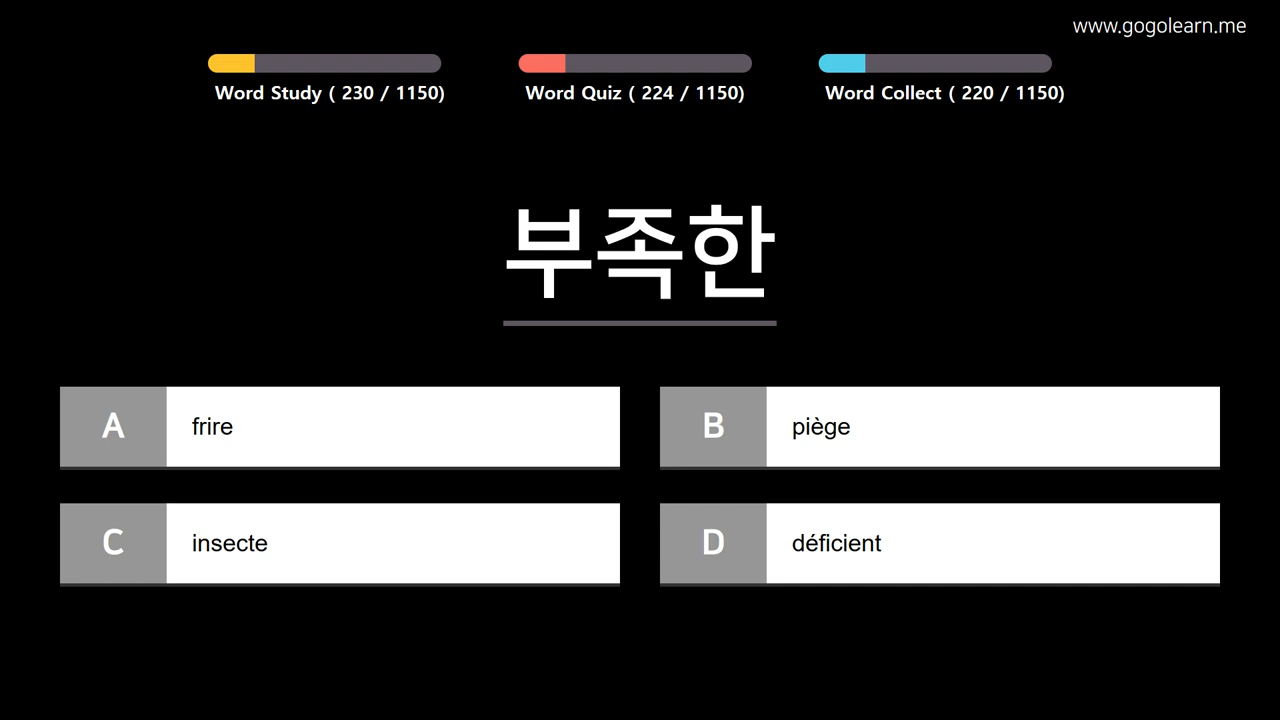 www.gogolearn.me
Word Study ( 230 / 1150)
Word Quiz ( 224 / 1150)
Word Collect ( 220 / 1150)
부족한
A frire
B piège
C insecte
D déficient